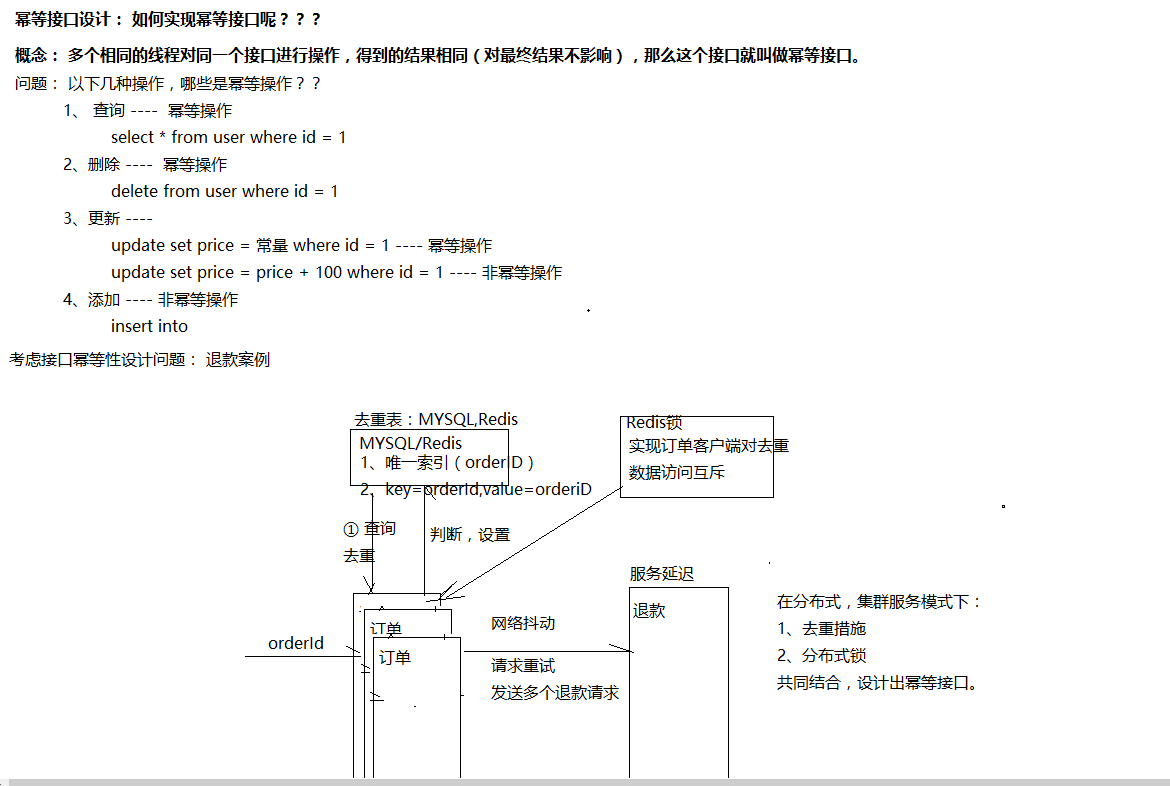 幂等接口设计： 如何实现幂等接口呢？？？
概念： 多个相同的线程对同一个接口进行操作，得到的结果相同（对最终结果不影响），那么这个接口就叫做幂等接口。
问题： 以下几种操作，哪些是幂等操作？？
1、 查询 ---- 幂等操作
select * from user where id = 1
2、删除 ---- 幂等操作
delete from user where id = 1
3、更新 ----
update set price = 常量 where id = 1 ---- 幂等操作
update set price = price + 100 where id = 1 ---- 非幂等操作
4、添加 ---- 非幂等操作
insert into
考虑接口幂等性设计问题： 退款案例
去重表：MYSQL,Redis
MYSQL/Redis
1、唯一索引（orderID）
2、key=orderId,value=orderiD
Redis锁
实现订单客户端对去重
数据访问互斥
① 查询
去重
判断，设置
服务延迟
退款
订单
订单
orderId
网络抖动
请求重试
发送多个退款请求
在分布式，集群服务模式下：
1、去重措施
2、分布式锁
共同结合，设计出幂等接口。